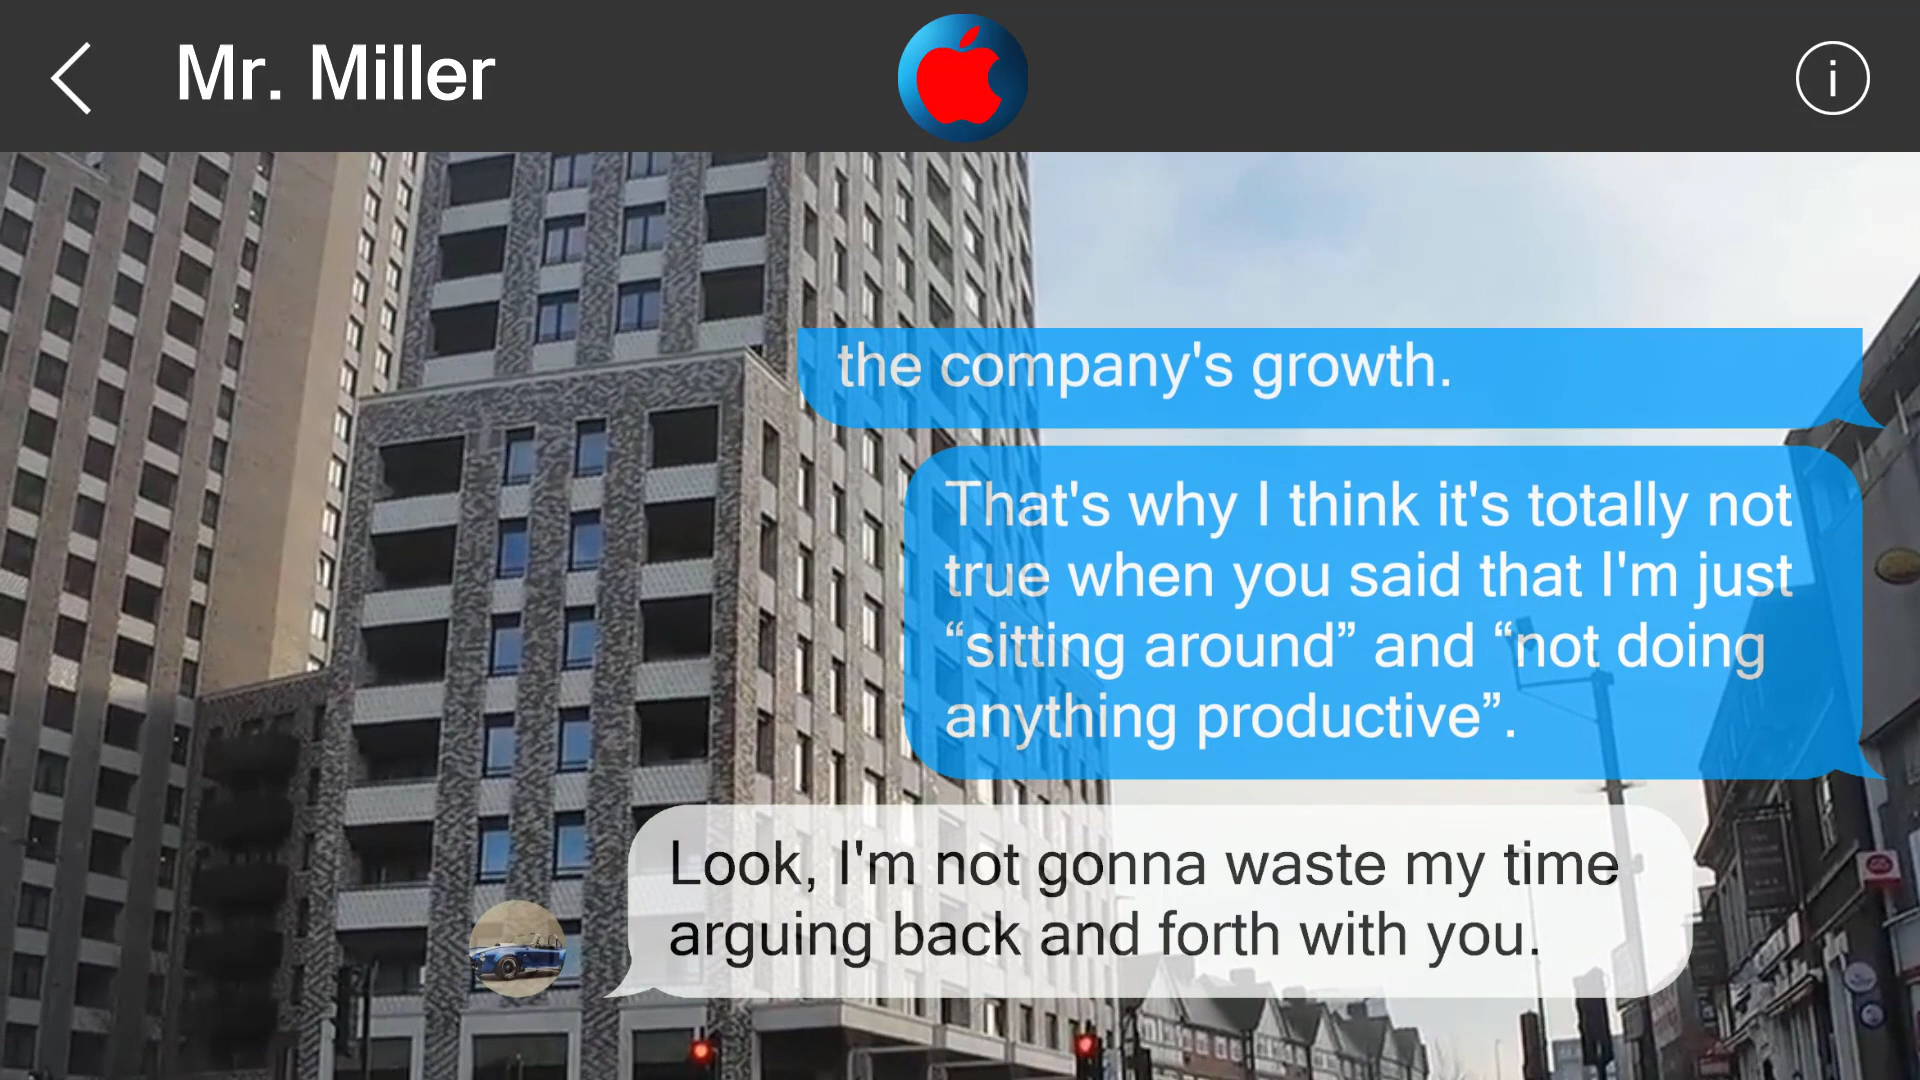 Mr. Miller
i
the company's growth.
That's why I think it's totally not
true when you said that I'm just
“sitting around” and “not doing
anything productive”.
Look, I'm not gonna waste my time
arguing back and forth with you.